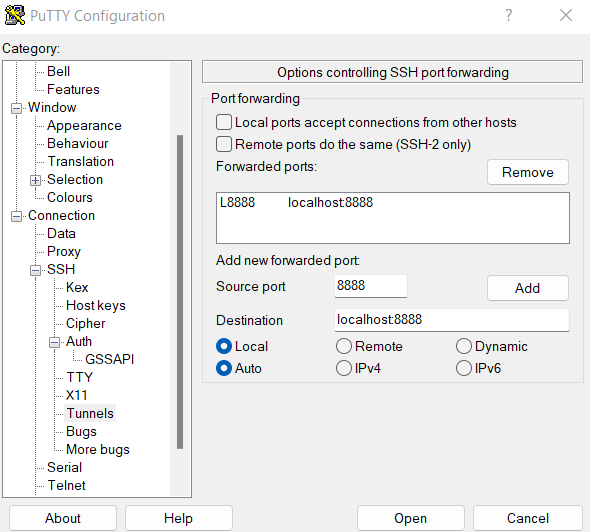 PuTTY Configuration
?
Category:
Bell
Features
Window
Appearance
Behaviour
Translation
Selection
Colours
Connection
Data
Proxy
SSH
Kex
Host keys
Cipher
Auth
GSSAPI
TTY
X11
Tunnels
Bugs
More bugs
Serial
Telnet
Options controlling SSH port forwarding
Port forwarding
Local ports accept connections from other hosts
Remote ports do the same (SSH-2 only)
Forwarded ports:
Remove
L8888 localhost:8888
Add new forwarded port:
Source port 8888 Add
Destination localhost:8888
Local Remote Dynamic
Auto IPv4 IPv6
About Help Open Cancel